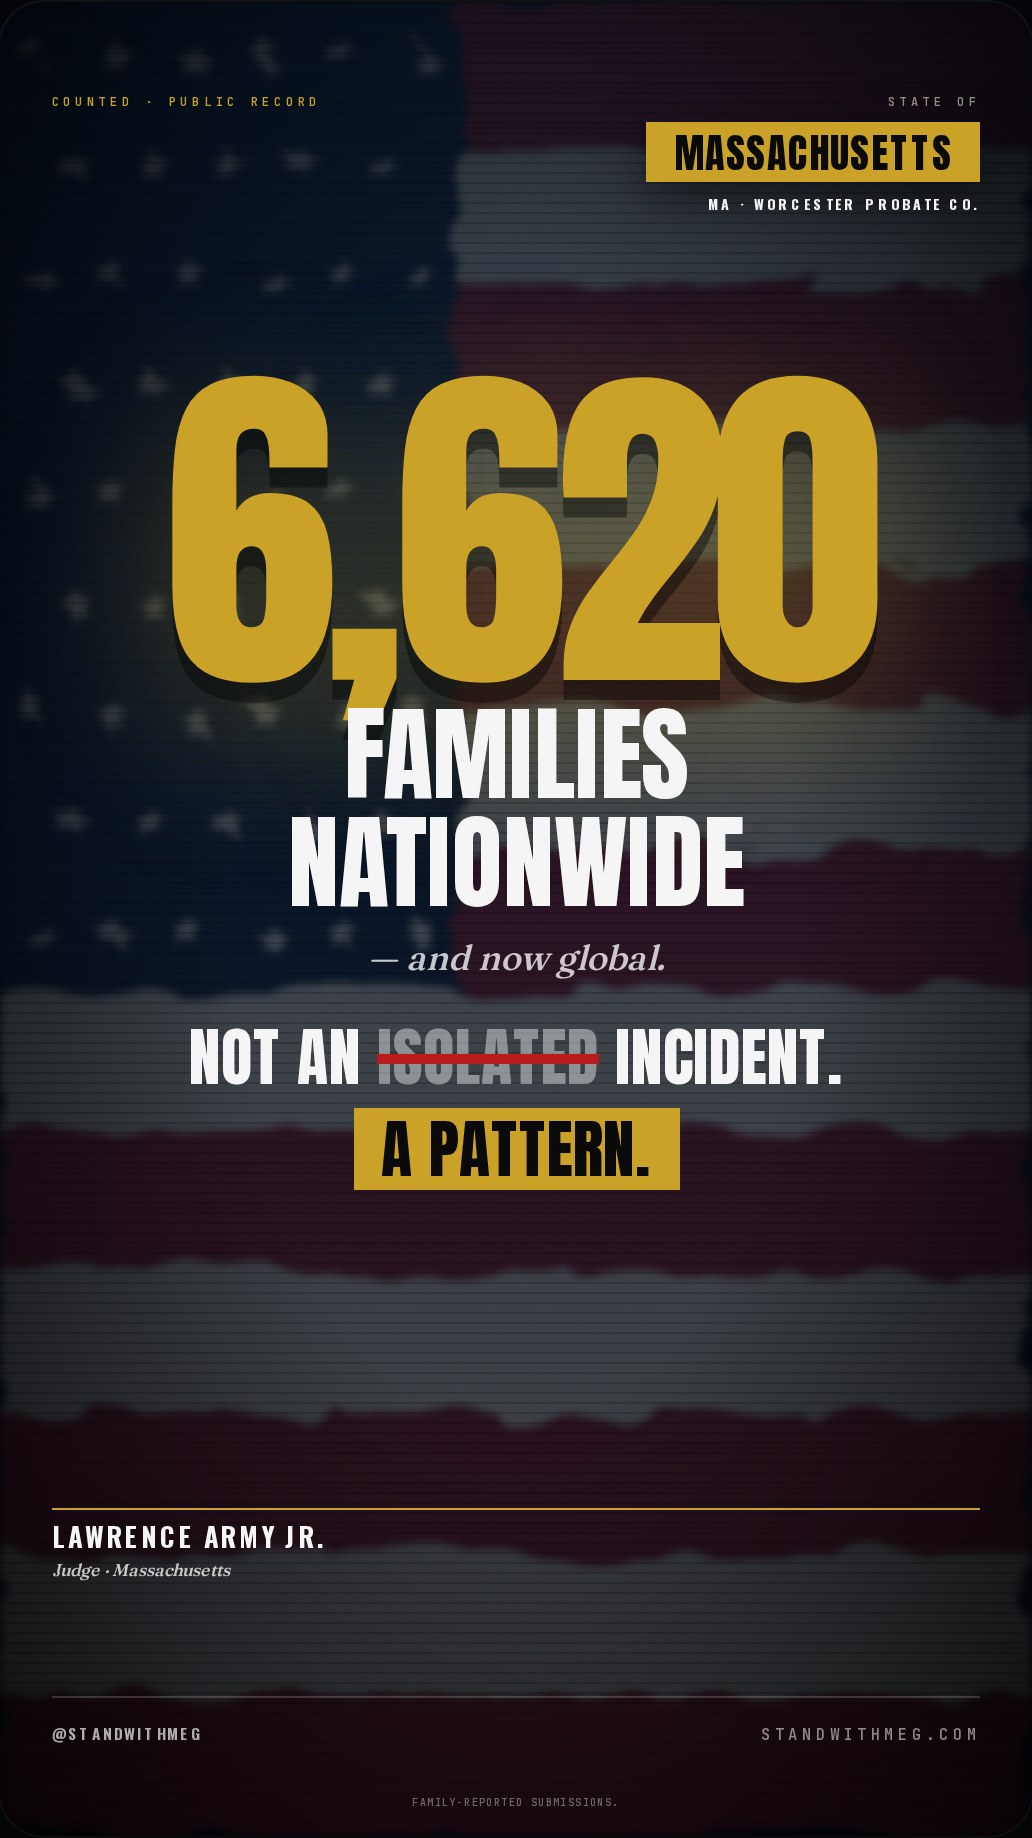 COUNTED · PUBLIC RECORD
STATE OF
MASSACHUSETTS
MA · WORCESTER PROBATE CO.
6,620
FAMILIES
NATIONWIDE
— and now global.
NOT AN ISOLATED INCIDENT.
A PATTERN.
LAWRENCE ARMY JR.
Judge · Massachusetts
@STANDWITHMEG
STANDWITHMEG.COM
FAMILY-REPORTED SUBMISSIONS.